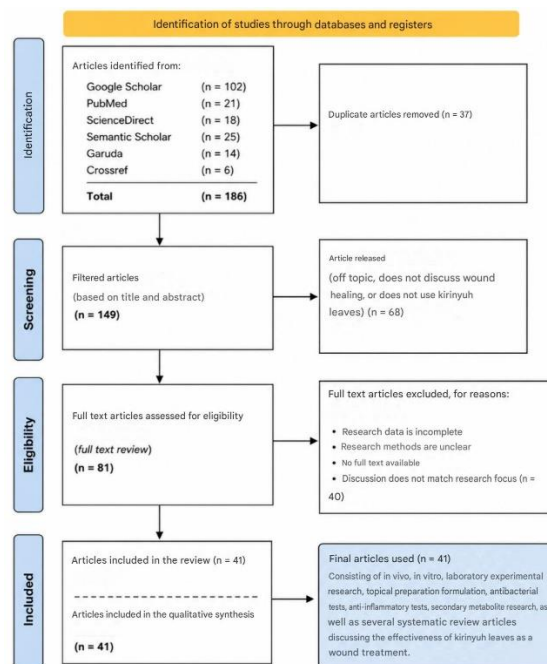 Identification of studies through databases and registers
Identification
Articles identified from:
Google Scholar (n = 102)
PubMed (n = 21)
ScienceDirect (n = 18)
Semantic Scholar (n = 25)
Garuda (n = 14)
Crossref (n = 6)
Total (n = 186)
Duplicate articles removed (n = 37)
Screening
Filtered articles
(based on title and abstract)
(n = 149)
Article released
(off topic, does not discuss wound
healing, or does not use kirinyuh
leaves) (n = 68)
Eligibility
Full text articles assessed for eligibility
(full text review)
(n = 81)
Full text articles excluded, for reasons:
• Research data is incomplete
• Research methods are unclear
• No full text available
• Discussion does not match research focus (n =
40)
Included
Articles included in the review (n = 41)
Articles included in the qualitative synthesis
(n = 41)
Final articles used (n = 41)
Consisting of in vivo, in vitro, laboratory experimental
research, topical preparation formulation, antibacterial
tests, anti-inflammatory tests, secondary metabolite research, as
well as several systematic review articles
discussing the effectiveness of kirinyuh leaves as a
wound treatment.